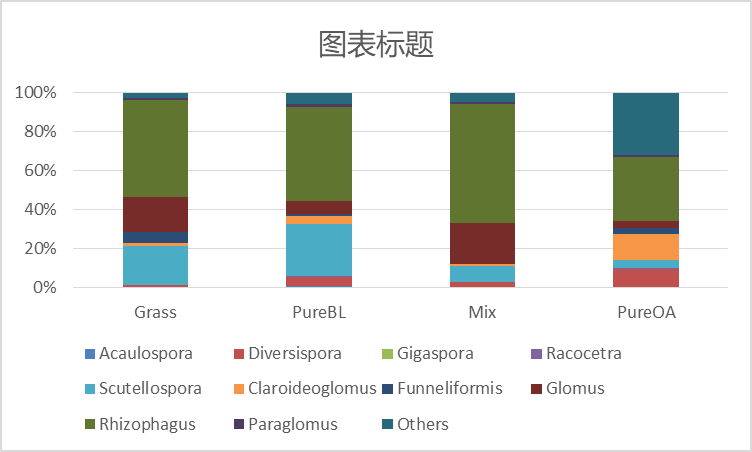 图表标题
100%
80%
60%
40%
20%
0%
Grass PureBL Mix PureOA
Acaulospora Diversispora Gigaspora Racocetra
Scutellospora Claroideoglomus Funneliformis Glomus
Rhizophagus Paraglomus Others